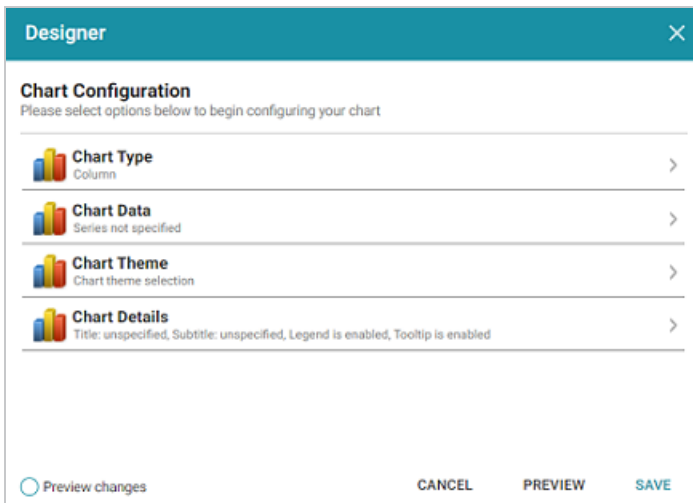 Designer
Chart Configuration
Please select options below to begin configuring your chart
Chart Type
Column
Chart Data
Series not specified
Chart Theme
Chart theme selection
Chart Details
Title: unspecified, Subtitle: unspecified, Legend is enabled, Tooltip is enabled
Preview changes CANCEL PREVIEW SAVE